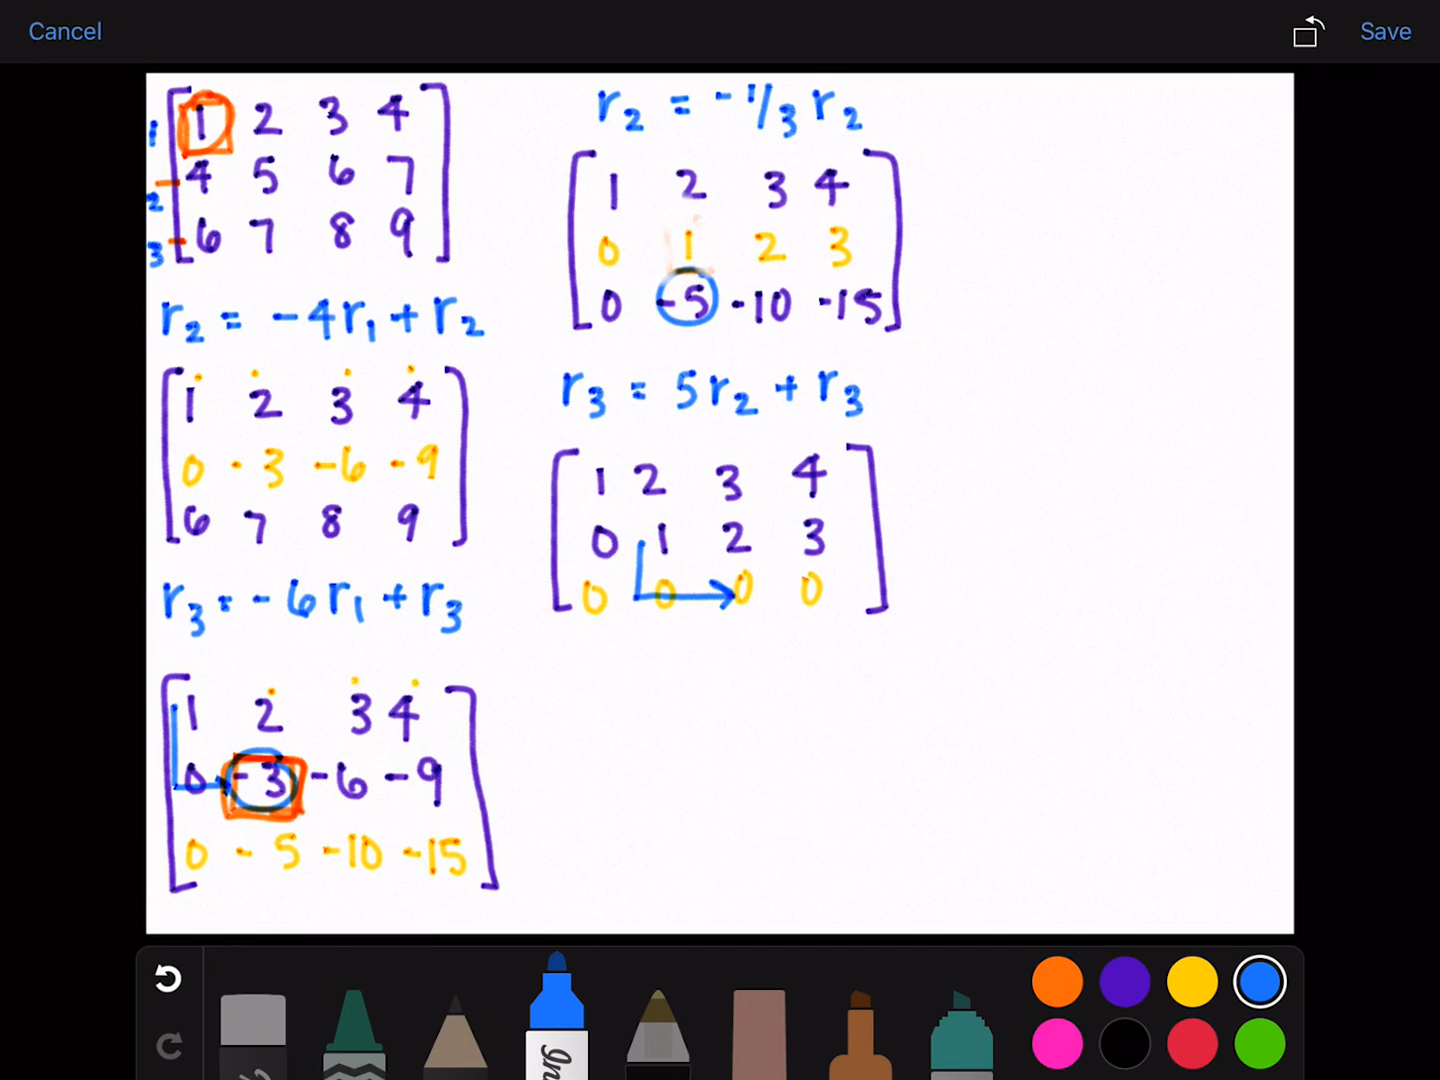 Cancel
Save
1 1 2 3 4
2 4 5 6 7
3 6 7 8 9
r₂ = -4r₁ + r₂
1 2 3 4
0 -3 -6 -9
6 7 8 9
r₃ = -6r₁ + r₃
1 2 3 4
0 -3 -6 -9
0 -5 -10 -15
r₂ = -1/3 r₂
1 2 3 4
0 1 2 3
0 -5 -10 -15
r₃ = 5r₂ + r₃
1 2 3 4
0 1 2 3
0 0 0 0